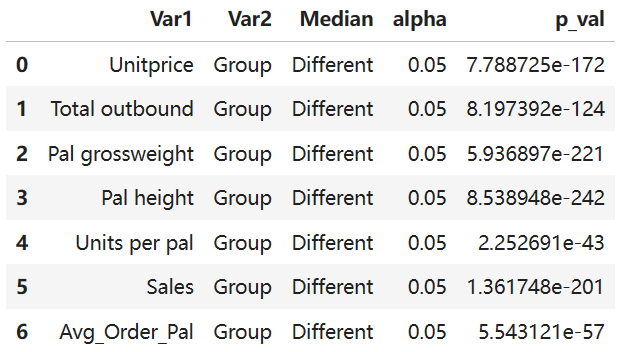 Var1 Var2 Median alpha p_val
0 Unitprice Group Different 0.05 7.788725e-172
1 Total outbound Group Different 0.05 8.197392e-124
2 Pal grossweight Group Different 0.05 5.936897e-221
3 Pal height Group Different 0.05 8.538948e-242
4 Units per pal Group Different 0.05 2.252691e-43
5 Sales Group Different 0.05 1.361748e-201
6 Avg_Order_Pal Group Different 0.05 5.543121e-57